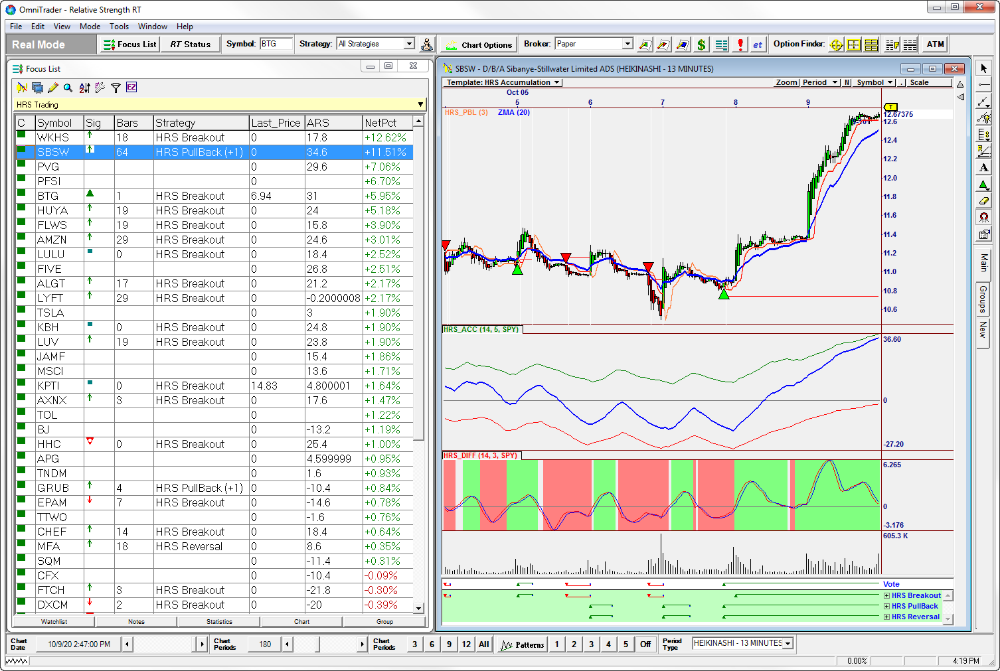 OmniTrader - Relative Strength RT
File Edit View Mode Tools Window Help
Real Mode Focus List RT Status Symbol: BTG Strategy: All Strategies Chart Options Broker: Paper $ ! et Option Finder: ATM
Focus List
EZ
HRS Trading
C Symbol Sig Bars Strategy Last_Price ARS NetPct
WKHS 18 HRS Breakout 0 17.8 +12.62%
SBSW 64 HRS PullBack (+1) 0 34.6 +11.51%
PVG 0 29.6 +7.06%
PFSI 0 +6.70%
BTG 1 HRS Breakout 6.94 31 +5.95%
HUYA 19 HRS Breakout 0 24 +5.18%
FLWS 19 HRS Breakout 0 15.8 +3.90%
AMZN 29 HRS Breakout 0 24.6 +3.01%
LULU 0 HRS Breakout 0 18.4 +2.52%
FIVE 0 26.8 +2.51%
ALGT 17 HRS Breakout 0 21.2 +2.17%
LYFT 29 HRS Breakout 0 -0.2000008 +2.17%
TSLA 0 3 +1.90%
KBH 0 HRS Breakout 0 24.8 +1.90%
LUV 19 HRS Breakout 0 23.8 +1.90%
JAMF 0 15.4 +1.86%
MSCI 0 13.6 +1.71%
KPTI 0 HRS Breakout 14.83 4.800001 +1.64%
AXNX 3 HRS Breakout 0 17.6 +1.47%
TOL 0 +1.22%
BJ 0 -13.2 +1.19%
HHC 0 HRS Breakout 0 25.4 +1.00%
APG 0 4.599999 +0.95%
TNDM 0 1.6 +0.93%
GRUB 4 HRS PullBack (+1) 0 -10.4 +0.84%
EPAM 7 HRS Breakout 0 -14.6 +0.78%
TTWO 0 -1.6 +0.76%
CHEF 14 HRS Breakout 0 18.4 +0.64%
MFA 18 HRS Reversal 0 8.6 +0.35%
SQM 0 -11.4 +0.31%
CFX 0 -10.4 -0.09%
FTCH 3 HRS Breakout 0 -21.8 -0.30%
DXCM 2 HRS Breakout 0 -20 -0.39%
Watchlist Notes Statistics Chart Group
SBSW - D/B/A Sibanye-Stillwater Limited ADS (HEIKINASHI - 13 MINUTES)
Template: HRS Accumulation Zoom Period N Symbol . Scale
Oct 05
5 6 7 8 9
T
HRS_PBL (3) ZMA (20)
12.67375
12.6
12.4
12.2
12.0
11.8
11.6
11.4
11.2
11.0
10.8
10.6
HRS_ACC (14, 5, SPY)
36.60
0
-27.20
HRS_DIFF (14, 3, SPY)
6.265
0
-3.176
605.3 K
Vote
HRS Breakout
HRS PullBack
HRS Reversal
A
Main
Groups
New
Chart Date 10/9/20 2:47:00 PM Chart Periods 180 Chart Periods 3 6 9 12 All Patterns 1 2 3 4 5 Off Period Type HEIKINASHI - 13 MINUTES
0.00% 4:19 PM